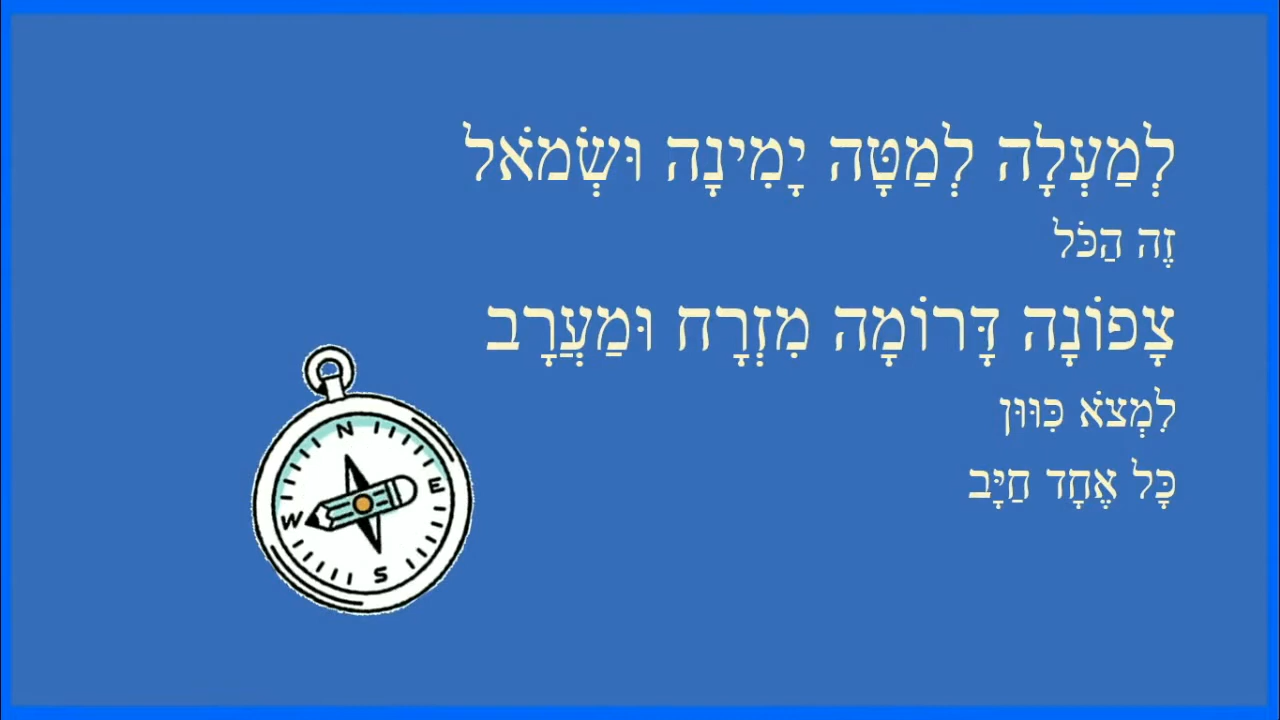 לְמַעְלָה לְמַטָּה יָמִינָה וּשְׂמֹאל
זֶה הַכֹּל
צָפוֹנָה דָּרוֹמָה מִזְרָח וּמַעֲרָב
לִמְצֹא כִּוּוּן
כָּל אֶחָד חַיָּב
N
E
W
S